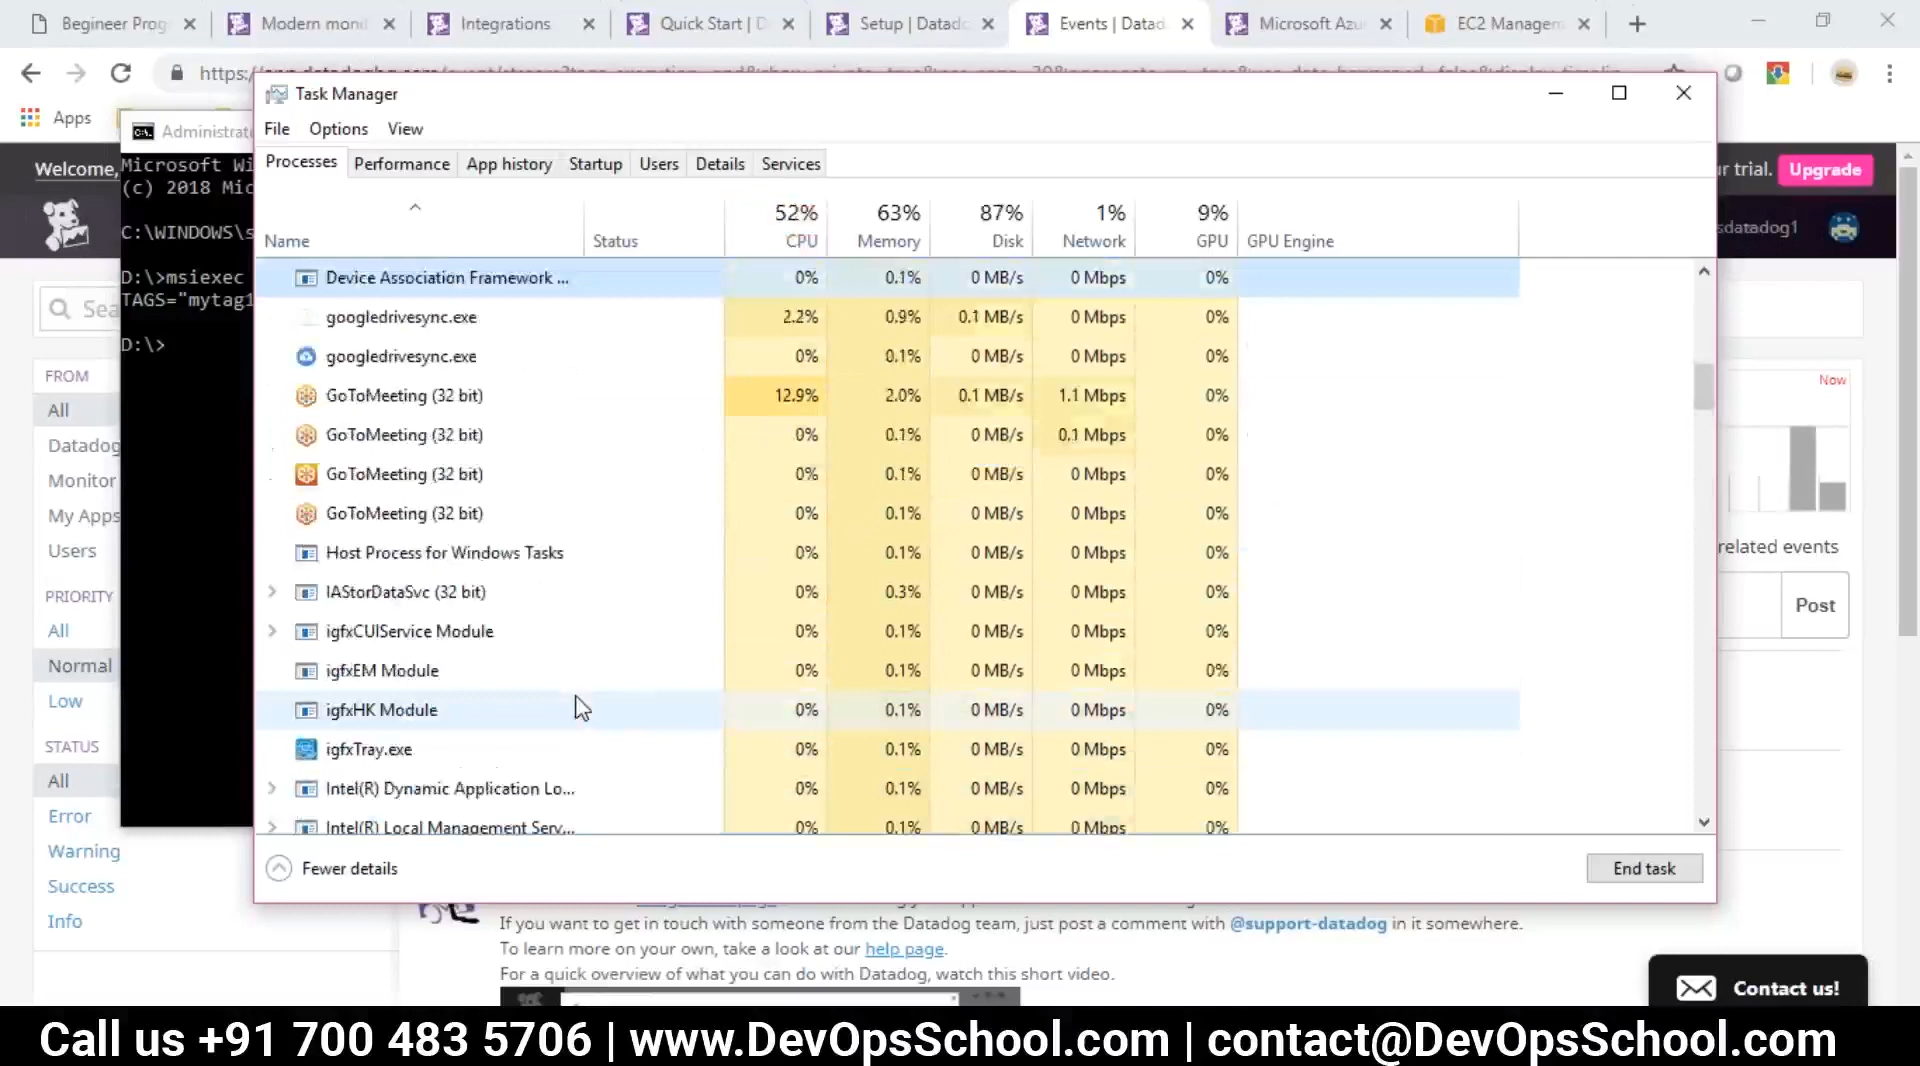 Begineer Prog
Modern mond
Integrations
Quick Start | D
Setup | Datadog
Events | Datad
Microsoft Azu
EC2 Managem
Apps
Administrato
Task Manager
File Options View
Processes Performance App history Startup Users Details Services
52% 63% 87% 1% 9%
Name Status CPU Memory Disk Network GPU GPU Engine
Device Association Framework ... 0% 0.1% 0 MB/s 0 Mbps 0%
googledrivesync.exe 2.2% 0.9% 0.1 MB/s 0 Mbps 0%
googledrivesync.exe 0% 0.1% 0 MB/s 0 Mbps 0%
GoToMeeting (32 bit) 12.9% 2.0% 0.1 MB/s 1.1 Mbps 0%
GoToMeeting (32 bit) 0% 0.1% 0 MB/s 0.1 Mbps 0%
GoToMeeting (32 bit) 0% 0.1% 0 MB/s 0 Mbps 0%
GoToMeeting (32 bit) 0% 0.1% 0 MB/s 0 Mbps 0%
Host Process for Windows Tasks 0% 0.1% 0 MB/s 0 Mbps 0%
IAStorDataSvc (32 bit) 0% 0.3% 0 MB/s 0 Mbps 0%
igfxCUIService Module 0% 0.1% 0 MB/s 0 Mbps 0%
igfxEM Module 0% 0.1% 0 MB/s 0 Mbps 0%
igfxHK Module 0% 0.1% 0 MB/s 0 Mbps 0%
igfxTray.exe 0% 0.1% 0 MB/s 0 Mbps 0%
Intel(R) Dynamic Application Lo... 0% 0.1% 0 MB/s 0 Mbps 0%
Intel(R) Local Management Serv... 0% 0.1% 0 MB/s 0 Mbps 0%
Fewer details
End task
Microsoft Wi
(c) 2018 Mic
C:\WINDOWS\s
D:\>msiexec
TAGS="mytag1
D:\>
Welcome,
ur trial. Upgrade
sdatadog1
Sea
FROM
All
Datadog
Monitor
My Apps
Users
PRIORITY
All
Normal
Low
STATUS
All
Error
Warning
Success
Info
Now
related events
Post
If you want to get in touch with someone from the Datadog team, just post a comment with @support-datadog in it somewhere.
To learn more on your own, take a look at our help page.
For a quick overview of what you can do with Datadog, watch this short video.
Contact us!
Call us +91 700 483 5706 | www.DevOpsSchool.com | contact@DevOpsSchool.com